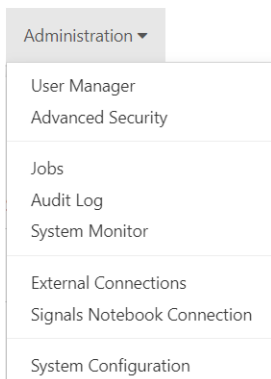 Administration
User Manager
Advanced Security
Jobs
Audit Log
System Monitor
External Connections
Signals Notebook Connection
System Configuration